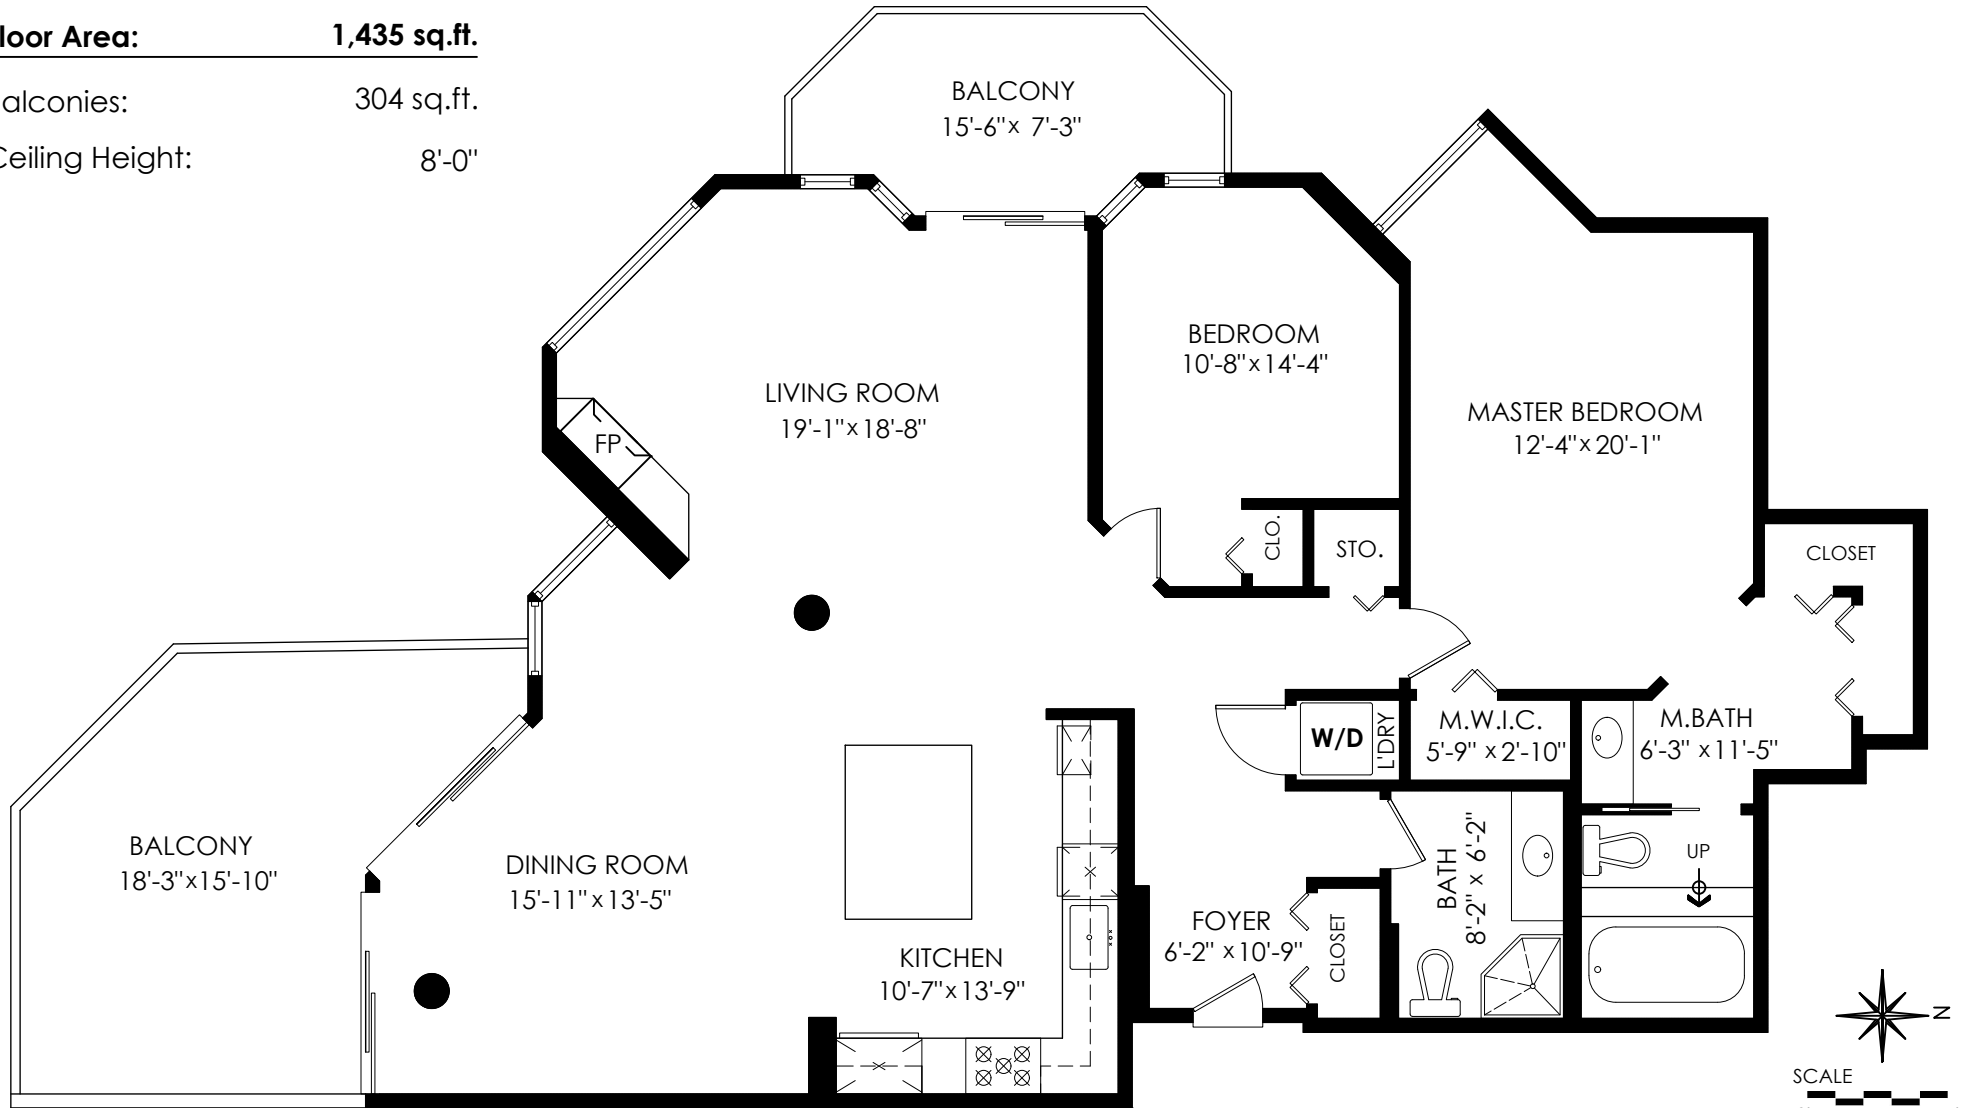 loor Area: 1,435 sq.ft.
alconies: 304 sq.ft.
Ceiling Height: 8'-0"
BALCONY
15'-6" x 7'-3"
BEDROOM
10'-8" x 14'-4"
LIVING ROOM
19'-1" x 18'-8"
MASTER BEDROOM
12'-4" x 20'-1"
FP
CLO.
STO.
CLOSET
W/D
L'DRY
M.W.I.C.
5'-9" x 2'-10"
M.BATH
6'-3" x 11'-5"
BALCONY
18'-3" x 15'-10"
DINING ROOM
15'-11" x 13'-5"
KITCHEN
10'-7" x 13'-9"
FOYER
6'-2" x 10'-9"
CLOSET
BATH
8'-2" x 6'-2"
UP
N
SCALE